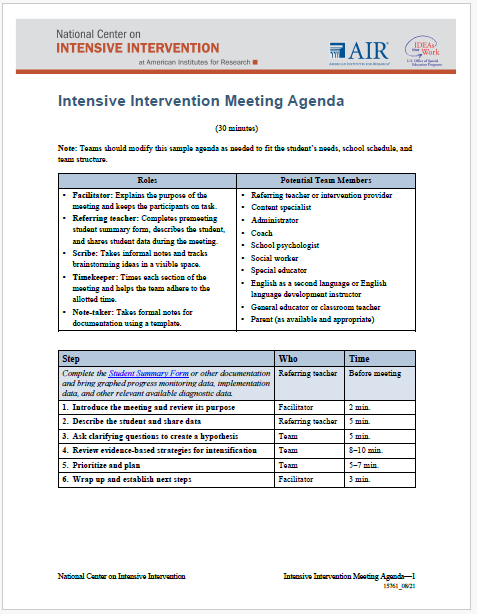 National Center on
INTENSIVE INTERVENTION
at American Institutes for Research
AIR
AMERICAN INSTITUTES FOR RESEARCH
IDEAs
that
Work
U.S. Office of Special
Education Programs
Intensive Intervention Meeting Agenda
(30 minutes)
Note: Teams should modify this sample agenda as needed to fit the student's needs, school schedule, and
team structure.
Roles
• Facilitator: Explains the purpose of the
meeting and keeps the participants on task.
• Referring teacher: Completes premeeting
student summary form, describes the student,
and shares student data during the meeting.
• Scribe: Takes informal notes and tracks
brainstorming ideas in a visible space.
• Timekeeper: Times each section of the
meeting and helps the team adhere to the
allotted time.
• Note-taker: Takes formal notes for
documentation using a template.
Potential Team Members
• Referring teacher or intervention provider
• Content specialist
• Administrator
• Coach
• School psychologist
• Social worker
• Special educator
• English as a second language or English
language development instructor
• General educator or classroom teacher
• Parent (as available and appropriate)
Step Who Time
Complete the Student Summary Form or other documentation
and bring graphed progress monitoring data, implementation
data, and other relevant available diagnostic data.
Referring teacher Before meeting
1. Introduce the meeting and review its purpose Facilitator 2 min.
2. Describe the student and share data Referring teacher 5 min.
3. Ask clarifying questions to create a hypothesis Team 5 min.
4. Review evidence-based strategies for intensification Team 8–10 min.
5. Prioritize and plan Team 5–7 min.
6. Wrap up and establish next steps Facilitator 3 min.
National Center on Intensive Intervention Intensive Intervention Meeting Agenda—1
15761_08/21